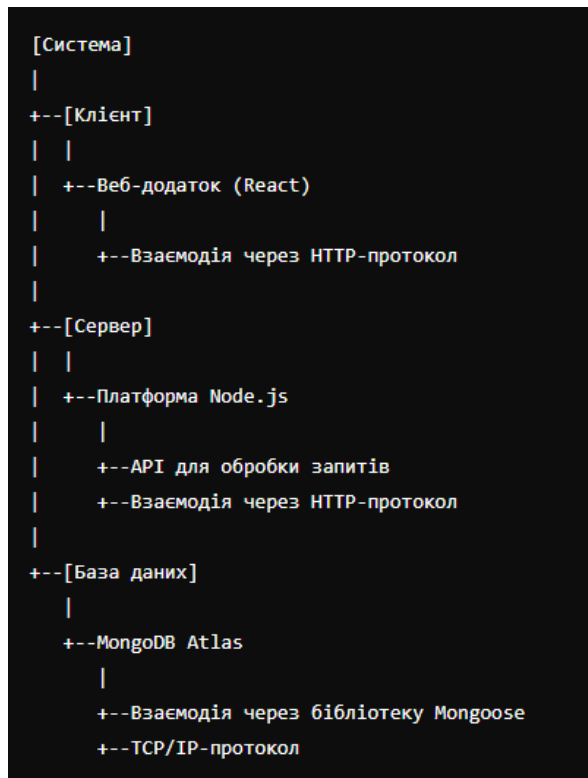 [Система]
|
+--[Клієнт]
|  |
|  +--Веб-додаток (React)
|     |
|     +--Взаємодія через HTTP-протокол
|
+--[Сервер]
|  |
|  +--Платформа Node.js
|     |
|     +--API для обробки запитів
|     +--Взаємодія через HTTP-протокол
|
+--[База даних]
   |
   +--MongoDB Atlas
      |
      +--Взаємодія через бібліотеку Mongoose
      +--TCP/IP-протокол